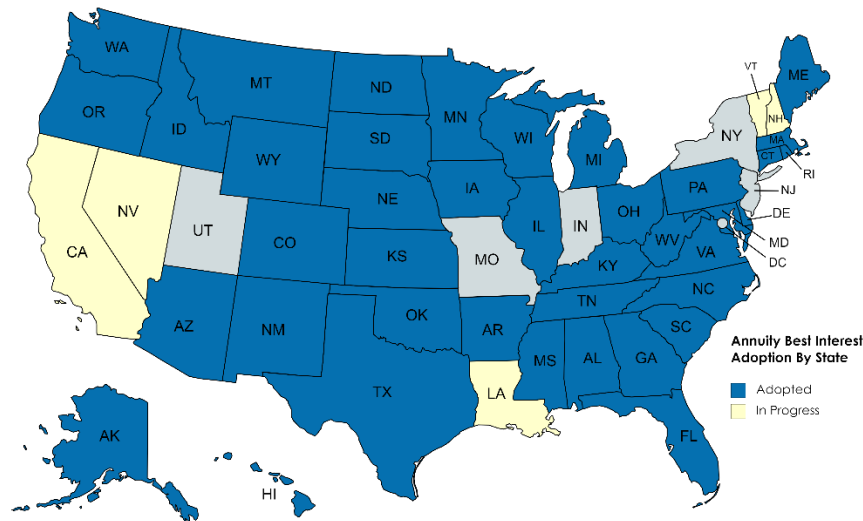 WA
MT
ND
MN
VT
ME
OR
ID
WY
SD
WI
MI
NY
NH
MA
CT
RI
NV
UT
NE
IA
PA
NJ
CA
CO
KS
MO
IL
IN
OH
WV
VA
DE
MD
DC
KY
AZ
NM
OK
AR
TN
NC
SC
MS
AL
GA
TX
LA
FL
AK
HI
Annuity Best Interest
Adoption By State
Adopted
In Progress